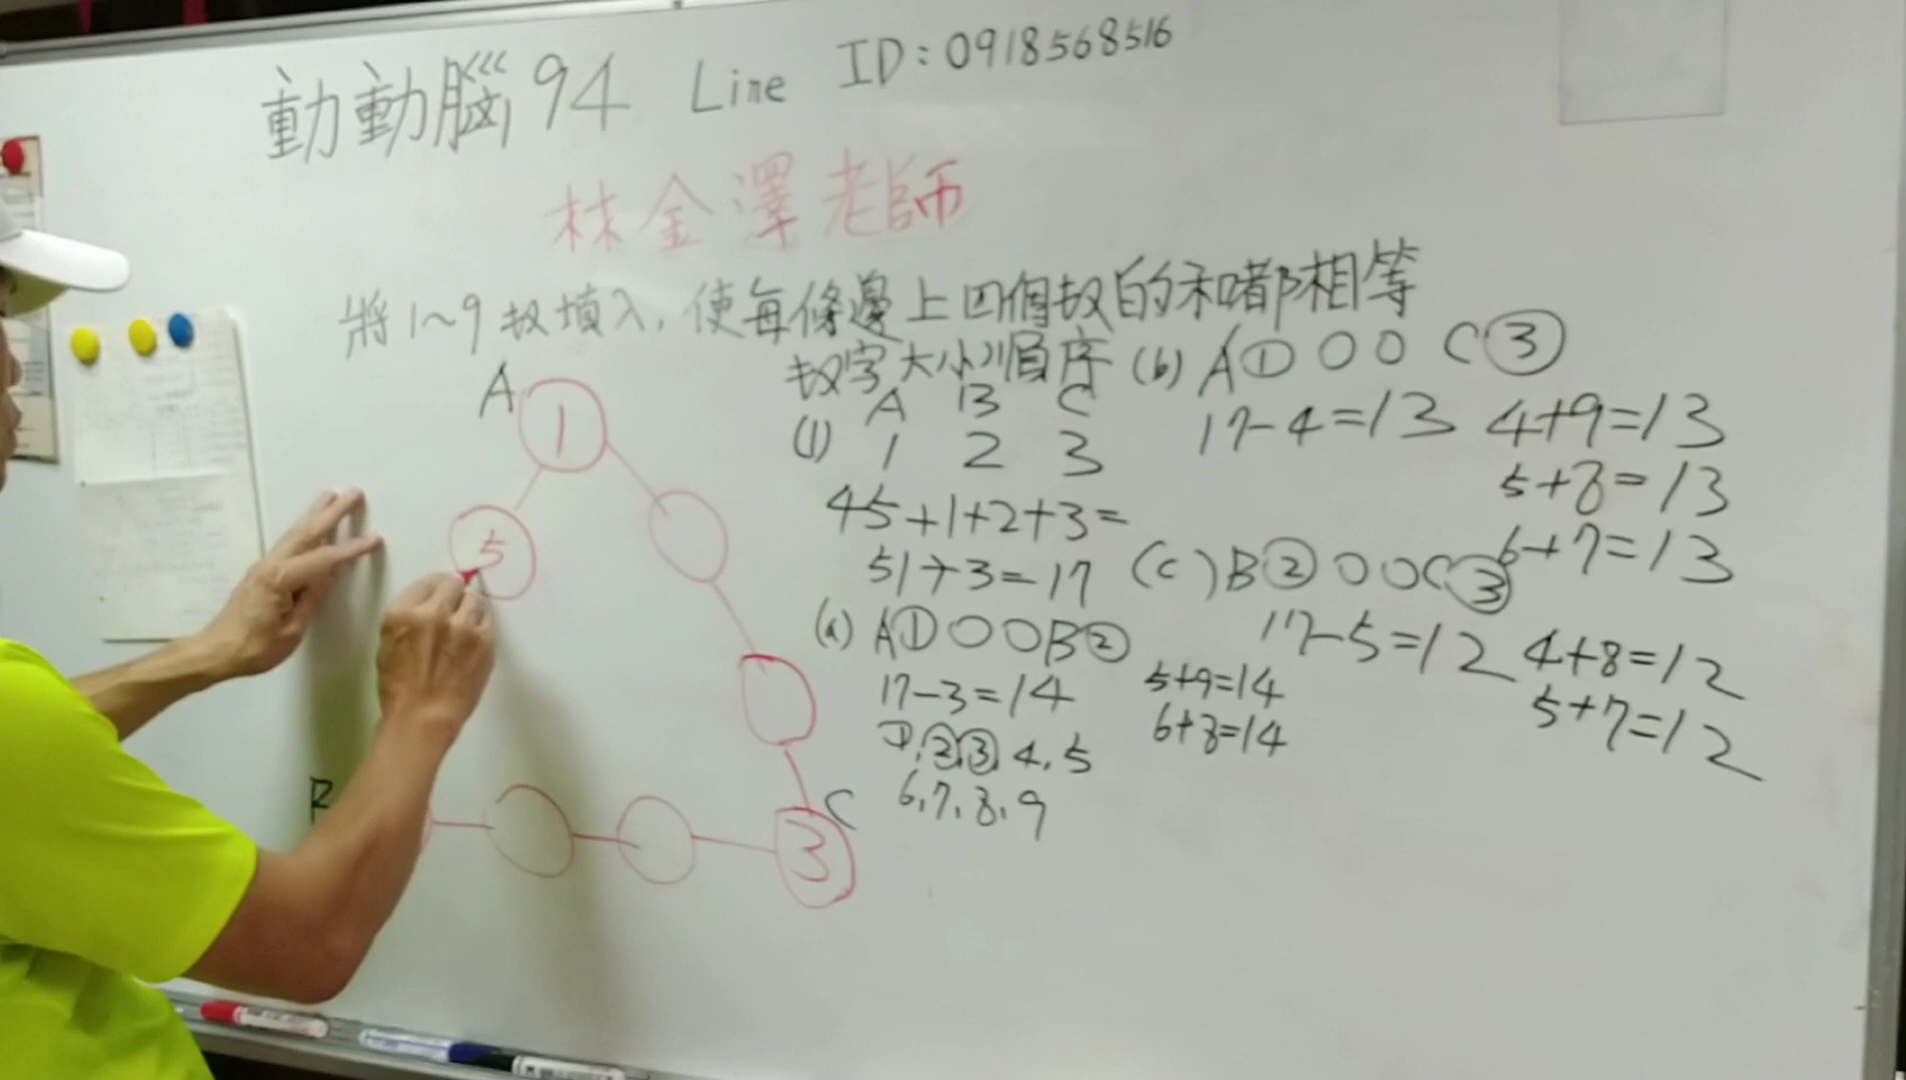 動動腦94 Line ID:0918568516
林金澤老師
將1~9数填入,使每條邊上四個数的和都相等
数字大小順序
A B C
(1) 1 2 3
45+1+2+3=
51÷3=17
(a) A① ○ ○ B②
17-3=14
5+9=14
6+8=14
①,②,③,4,5
6,7,8,9
(b) A① ○ ○ C③
17-4=13
4+9=13
5+8=13
6+7=13
(c) B② ○ ○ C③
17-5=12
4+8=12
5+7=12
A
1
5
B
C
3